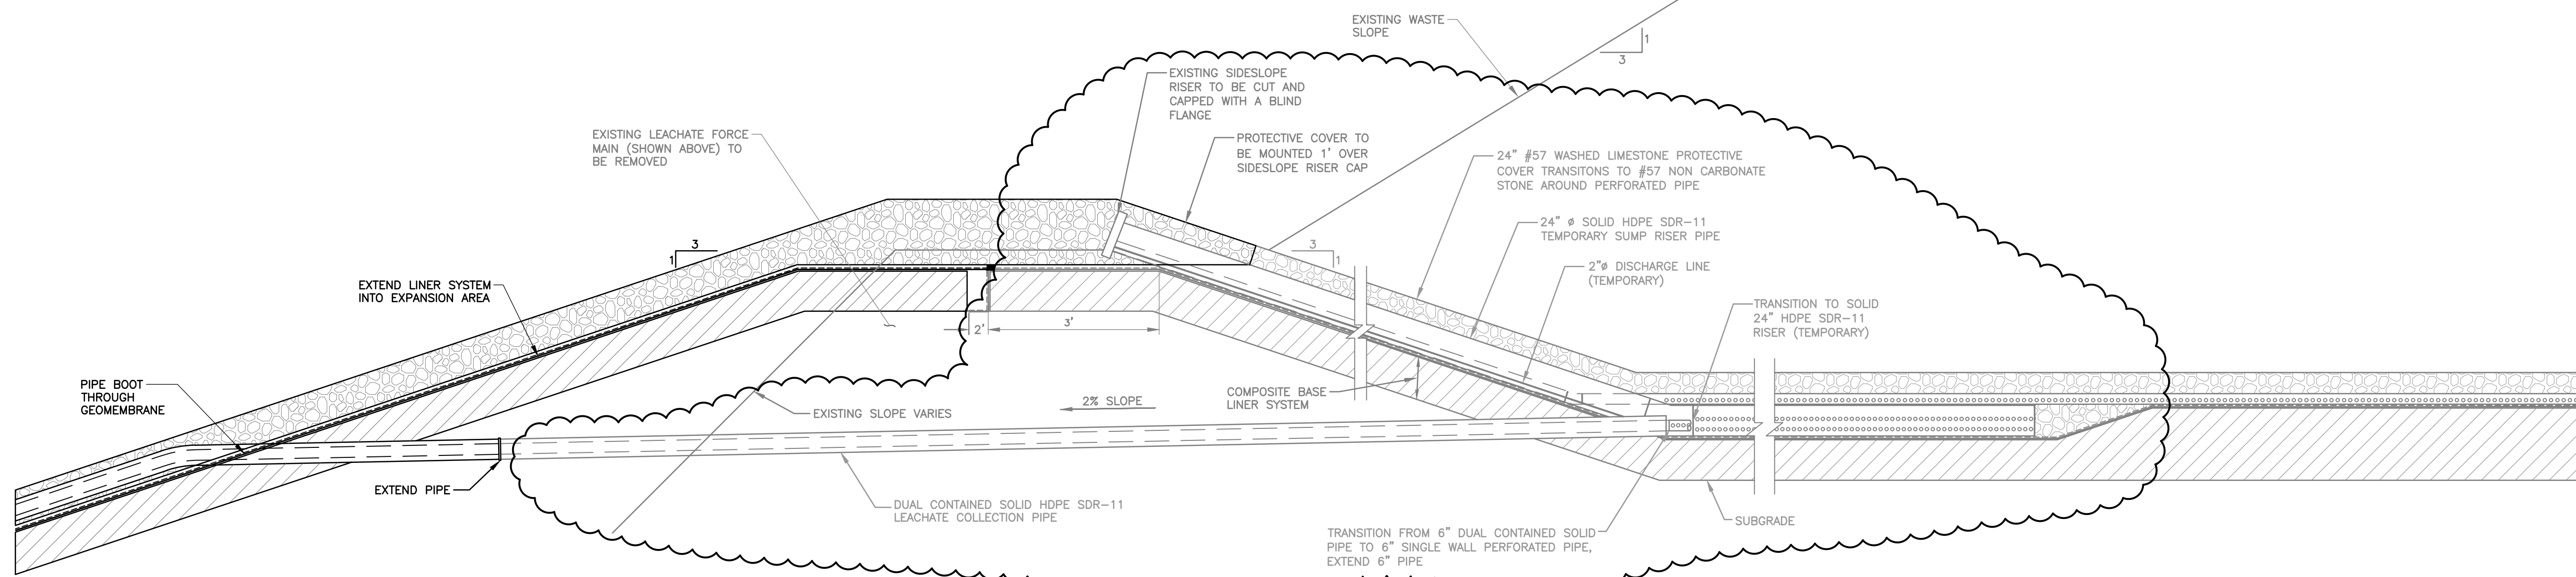 EXISTING WASTE
SLOPE
1
3
EXISTING SIDESLOPE
RISER TO BE CUT AND
CAPPED WITH A BLIND
FLANGE
EXISTING LEACHATE FORCE
MAIN (SHOWN ABOVE) TO
BE REMOVED
PROTECTIVE COVER TO
BE MOUNTED 1' OVER
SIDESLOPE RISER CAP
24" #57 WASHED LIMESTONE PROTECTIVE
COVER TRANSITONS TO #57 NON CARBONATE
STONE AROUND PERFORATED PIPE
24" ø SOLID HDPE SDR-11
TEMPORARY SUMP RISER PIPE
3
1
3
1
2"ø DISCHARGE LINE
(TEMPORARY)
EXTEND LINER SYSTEM
INTO EXPANSION AREA
TRANSITION TO SOLID
24" HDPE SDR-11
RISER (TEMPORARY)
2'
3'
PIPE BOOT
THROUGH
GEOMEMBRANE
COMPOSITE BASE
LINER SYSTEM
2% SLOPE
EXISTING SLOPE VARIES
EXTEND PIPE
DUAL CONTAINED SOLID HDPE SDR-11
LEACHATE COLLECTION PIPE
SUBGRADE
TRANSITION FROM 6" DUAL CONTAINED SOLID
PIPE TO 6" SINGLE WALL PERFORATED PIPE,
EXTEND 6" PIPE